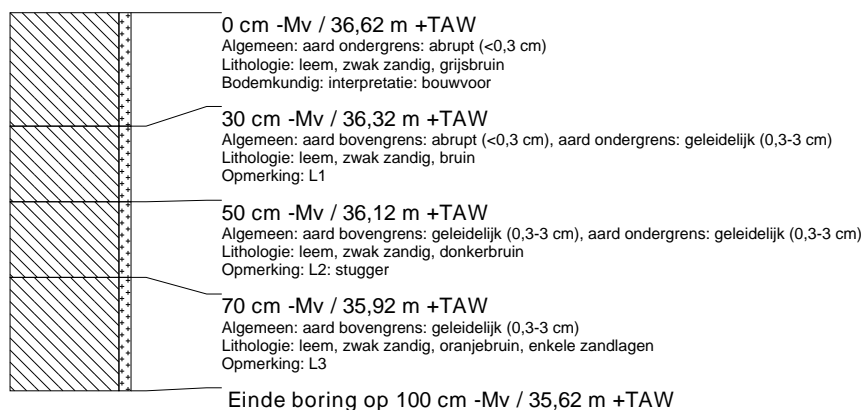 0 cm -Mv / 36,62 m +TAW
Algemeen: aard ondergrens: abrupt (<0,3 cm)
Lithologie: leem, zwak zandig, grijsbruin
Bodemkundig: interpretatie: bouwvoor
30 cm -Mv / 36,32 m +TAW
Algemeen: aard bovengrens: abrupt (<0,3 cm), aard ondergrens: geleidelijk (0,3-3 cm)
Lithologie: leem, zwak zandig, bruin
Opmerking: L1
50 cm -Mv / 36,12 m +TAW
Algemeen: aard bovengrens: geleidelijk (0,3-3 cm), aard ondergrens: geleidelijk (0,3-3 cm)
Lithologie: leem, zwak zandig, donkerbruin
Opmerking: L2: stugger
70 cm -Mv / 35,92 m +TAW
Algemeen: aard bovengrens: geleidelijk (0,3-3 cm)
Lithologie: leem, zwak zandig, oranjebruin, enkele zandlagen
Opmerking: L3
Einde boring op 100 cm -Mv / 35,62 m +TAW